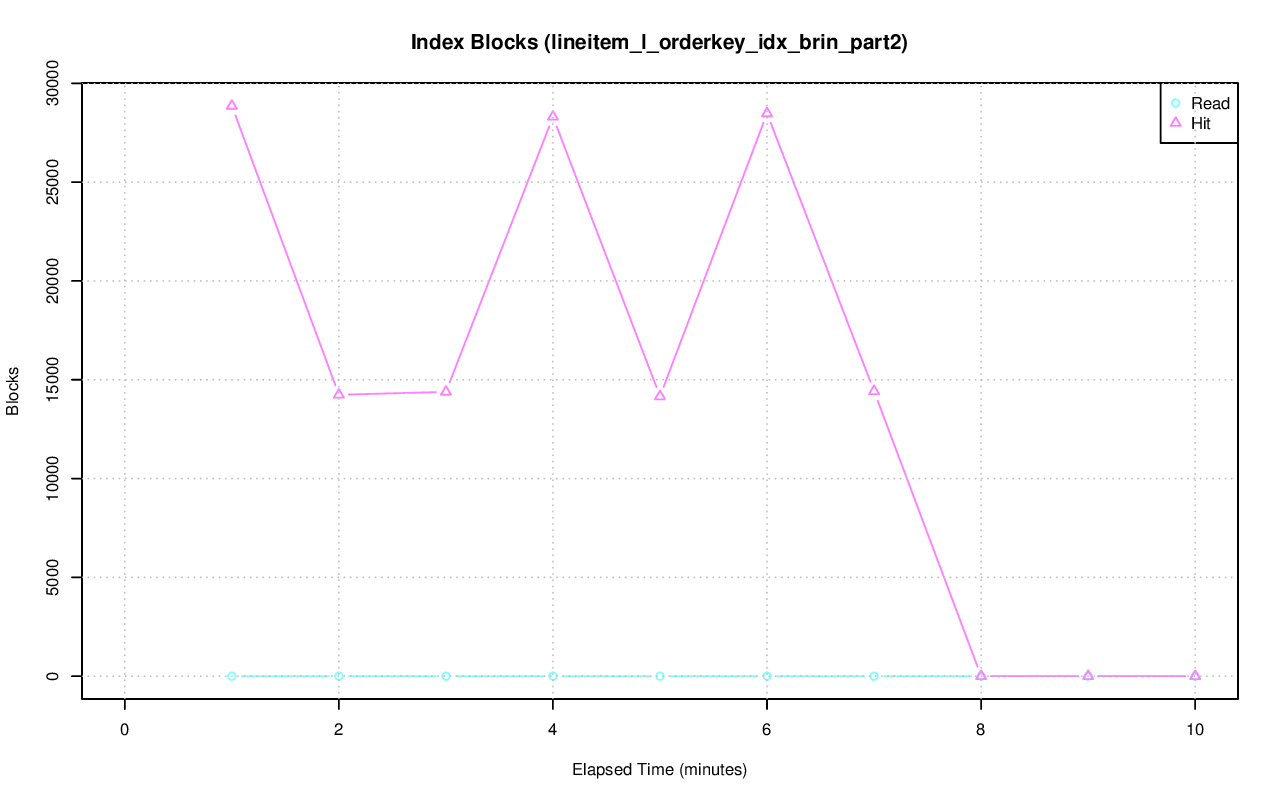 Index Blocks (lineitem_l_orderkey_idx_brin_part2)
Read
Hit
30000
25000
20000
15000
10000
5000
0
Blocks
0 2 4 6 8 10
Elapsed Time (minutes)